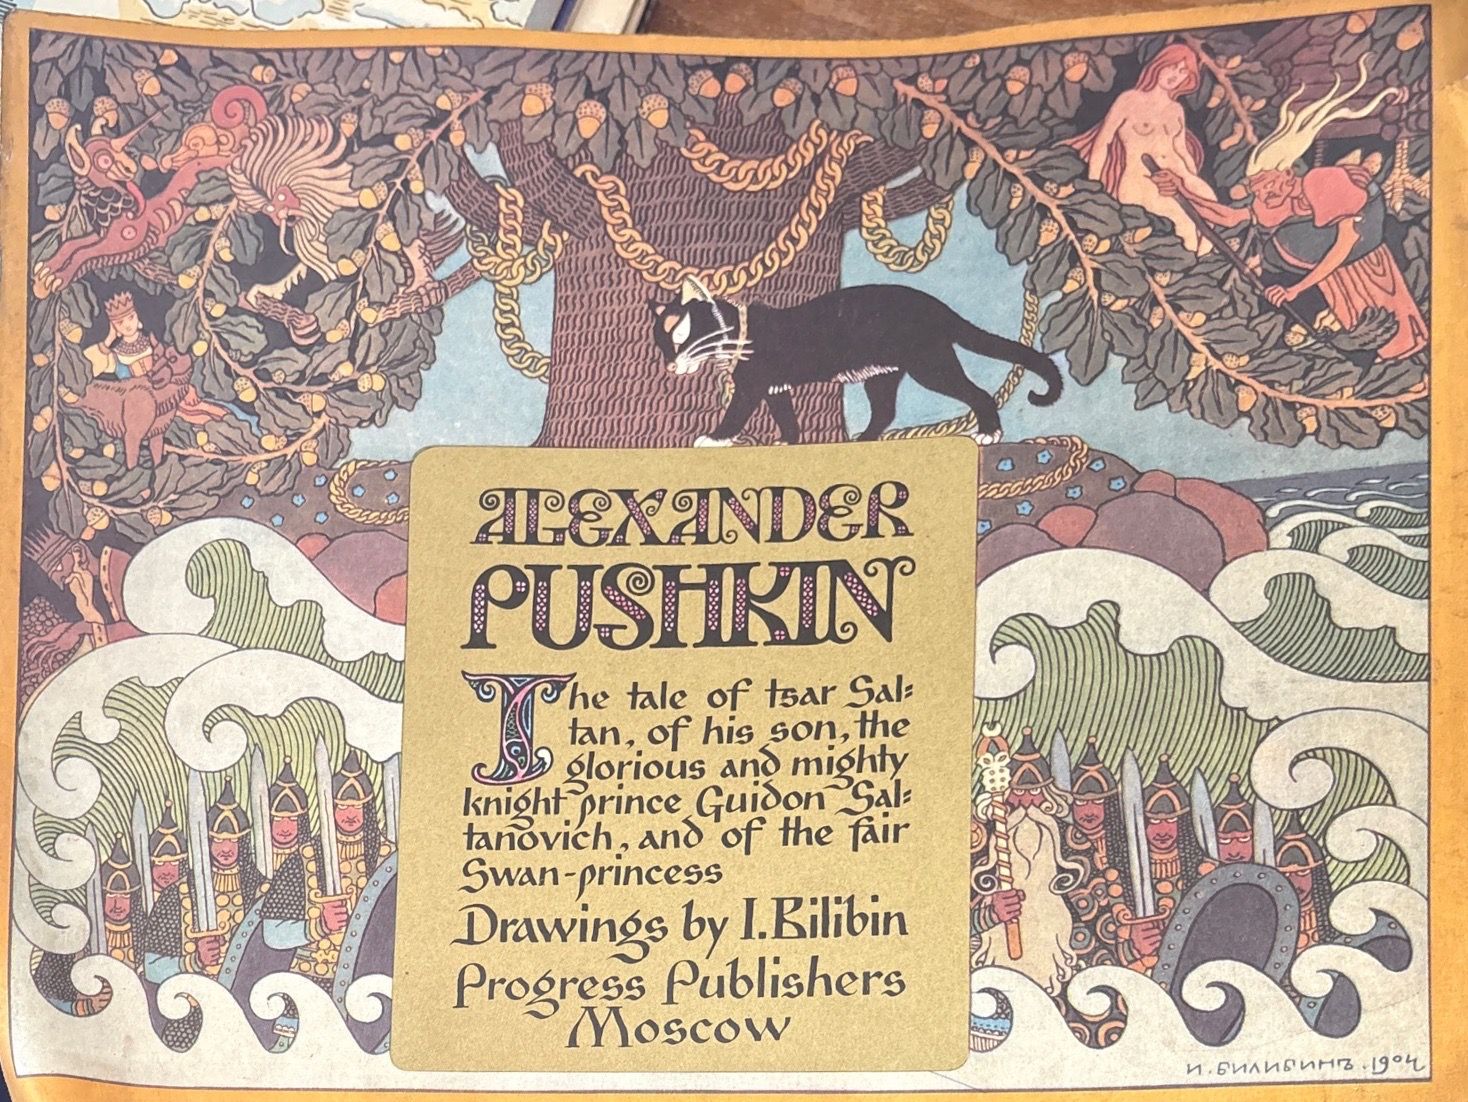 ALEXANDER
PUSHKIN
The tale of tsar Sal=
tan, of his son, the
glorious and mighty
knight prince Guidon Sal=
tanovich, and of the fair
Swan-princess
Drawings by I. Bilibin
Progress Publishers
Moscow
И. БИЛИБИНЪ. 1904